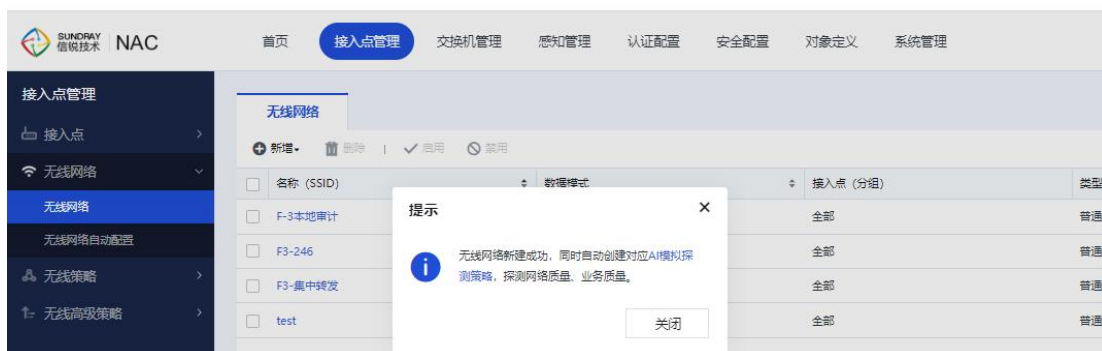 SUNDRAY
信锐技术 NAC
首页 接入点管理 交换机管理 感知管理 认证配置 安全配置 对象定义 系统管理
接入点管理
接入点
无线网络
无线网络
无线网络自动配置
无线策略
无线高级策略
无线网络
新增 删除 启用 禁用
名称（SSID） 数据模式 接入点（分组） 类型
F-3本地审计 全部 普通
F3-246 全部 普通
F3-集中转发 全部 普通
test 全部 普通
提示
无线网络新建成功，同时自动创建对应AI模拟探
测策略，探测网络质量、业务质量。
关闭